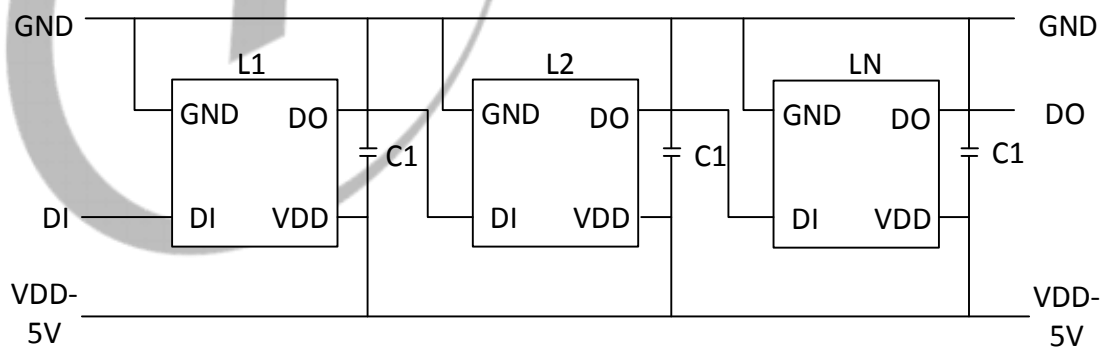 GND
GND
L1
L2
LN
GND
DO
GND
DO
GND
DO
DO
C1
C1
C1
DI
DI
VDD
DI
VDD
DI
VDD
VDD-
5V
VDD-
5V